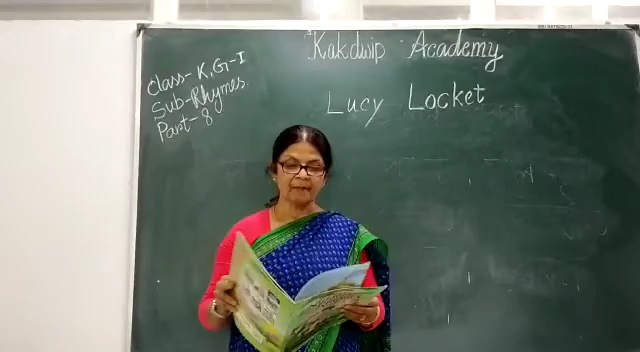 Kakdwip Academy
Class- K.G-I
Sub-Rhymes.
Part-8
Lucy Locket